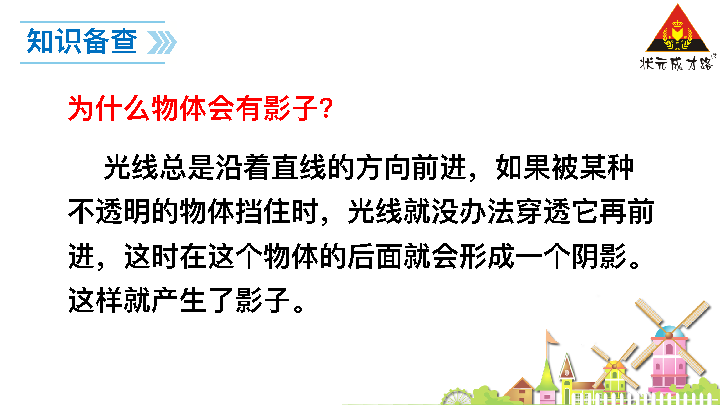 知识备查
状元成才路
为什么物体会有影子？
光线总是沿着直线的方向前进，如果被某种
不透明的物体挡住时，光线就没办法穿透它再前
进，这时在这个物体的后面就会形成一个阴影。
这样就产生了影子。